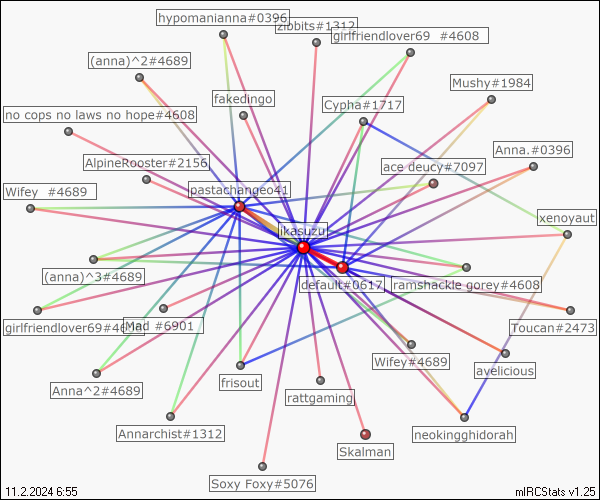 hypomanianna#0396
zibbits#1312
girlfriendlover69 #4608
(anna)^2#4689
Mushy#1984
fakedingo
Cypha#1717
no cops no laws no hope#4608
Anna.#0396
AlpineRooster#2156
ace deucy#7097
Wifey #4689
pastachangeo41
xenoyaut
ikasuzu
(anna)^3#4689
default#0617
ramshackle gorey#4608
girlfriendlover69#46
Mad #6901
Toucan#2473
Wifey#4689
avelicious
frisout
Anna^2#4689
rattgaming
Annarchist#1312
neokingghidorah
Skalman
Soxy Foxy#5076
11.2.2024 6:55
mIRCStats v1.25